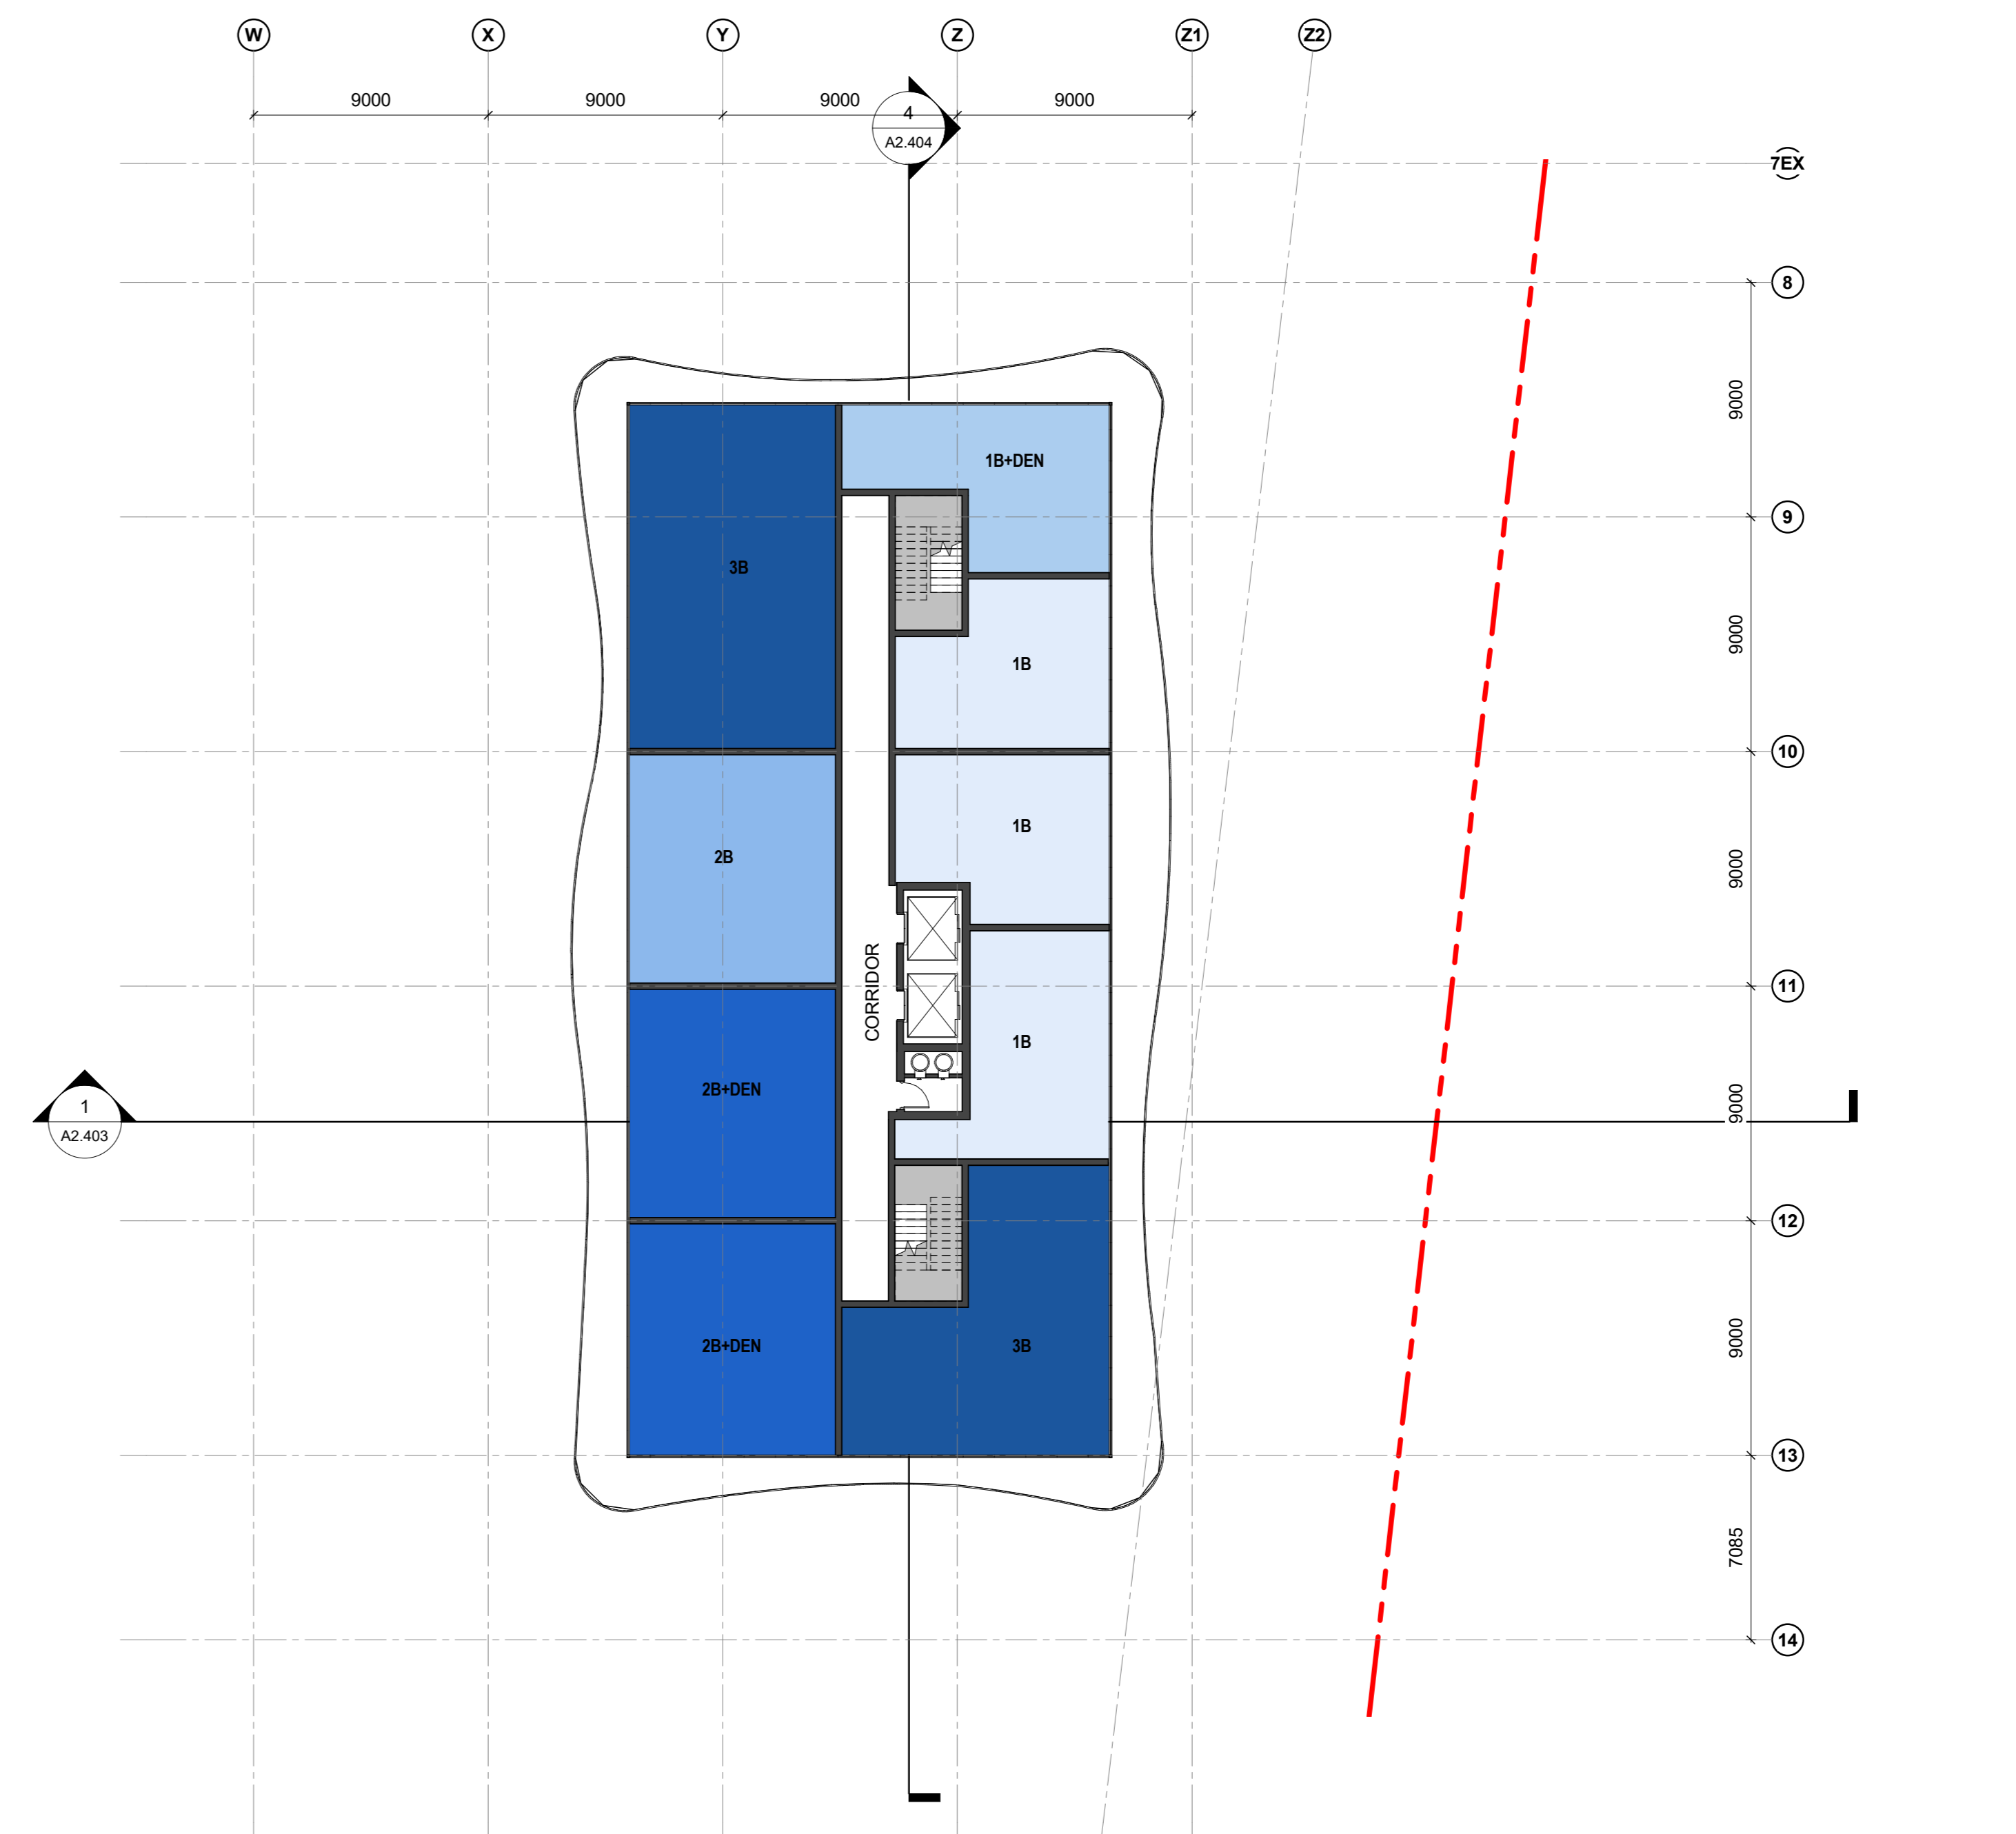 W
X
Y
Z
Z1
Z2
9000
9000
9000
9000
4
A2.404
7EX
8
9000
1B+DEN
9
3B
9000
1B
10
1B
2B
9000
CORRIDOR
11
1B
2B+DEN
9000
1
A2.403
12
2B+DEN
3B
9000
13
7085
14